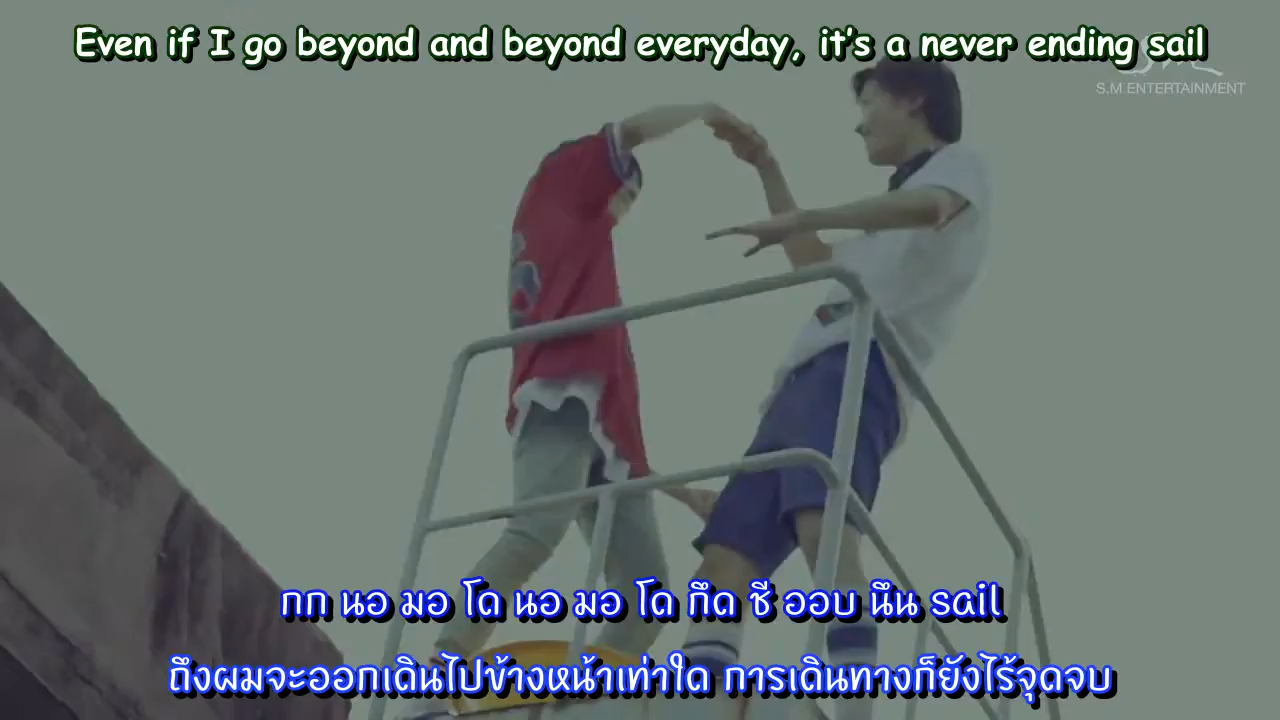 Even if I go beyond and beyond everyday, it's a never ending sail
S.M.ENTERTAINMENT
กก นอ มอ โด นอ มอ โด กึด ชี ออบ นึน sail
ถึงผมจะออกเดินไปข้างหน้าเท่าใด การเดินทางก็ยังไร้จุดจบ